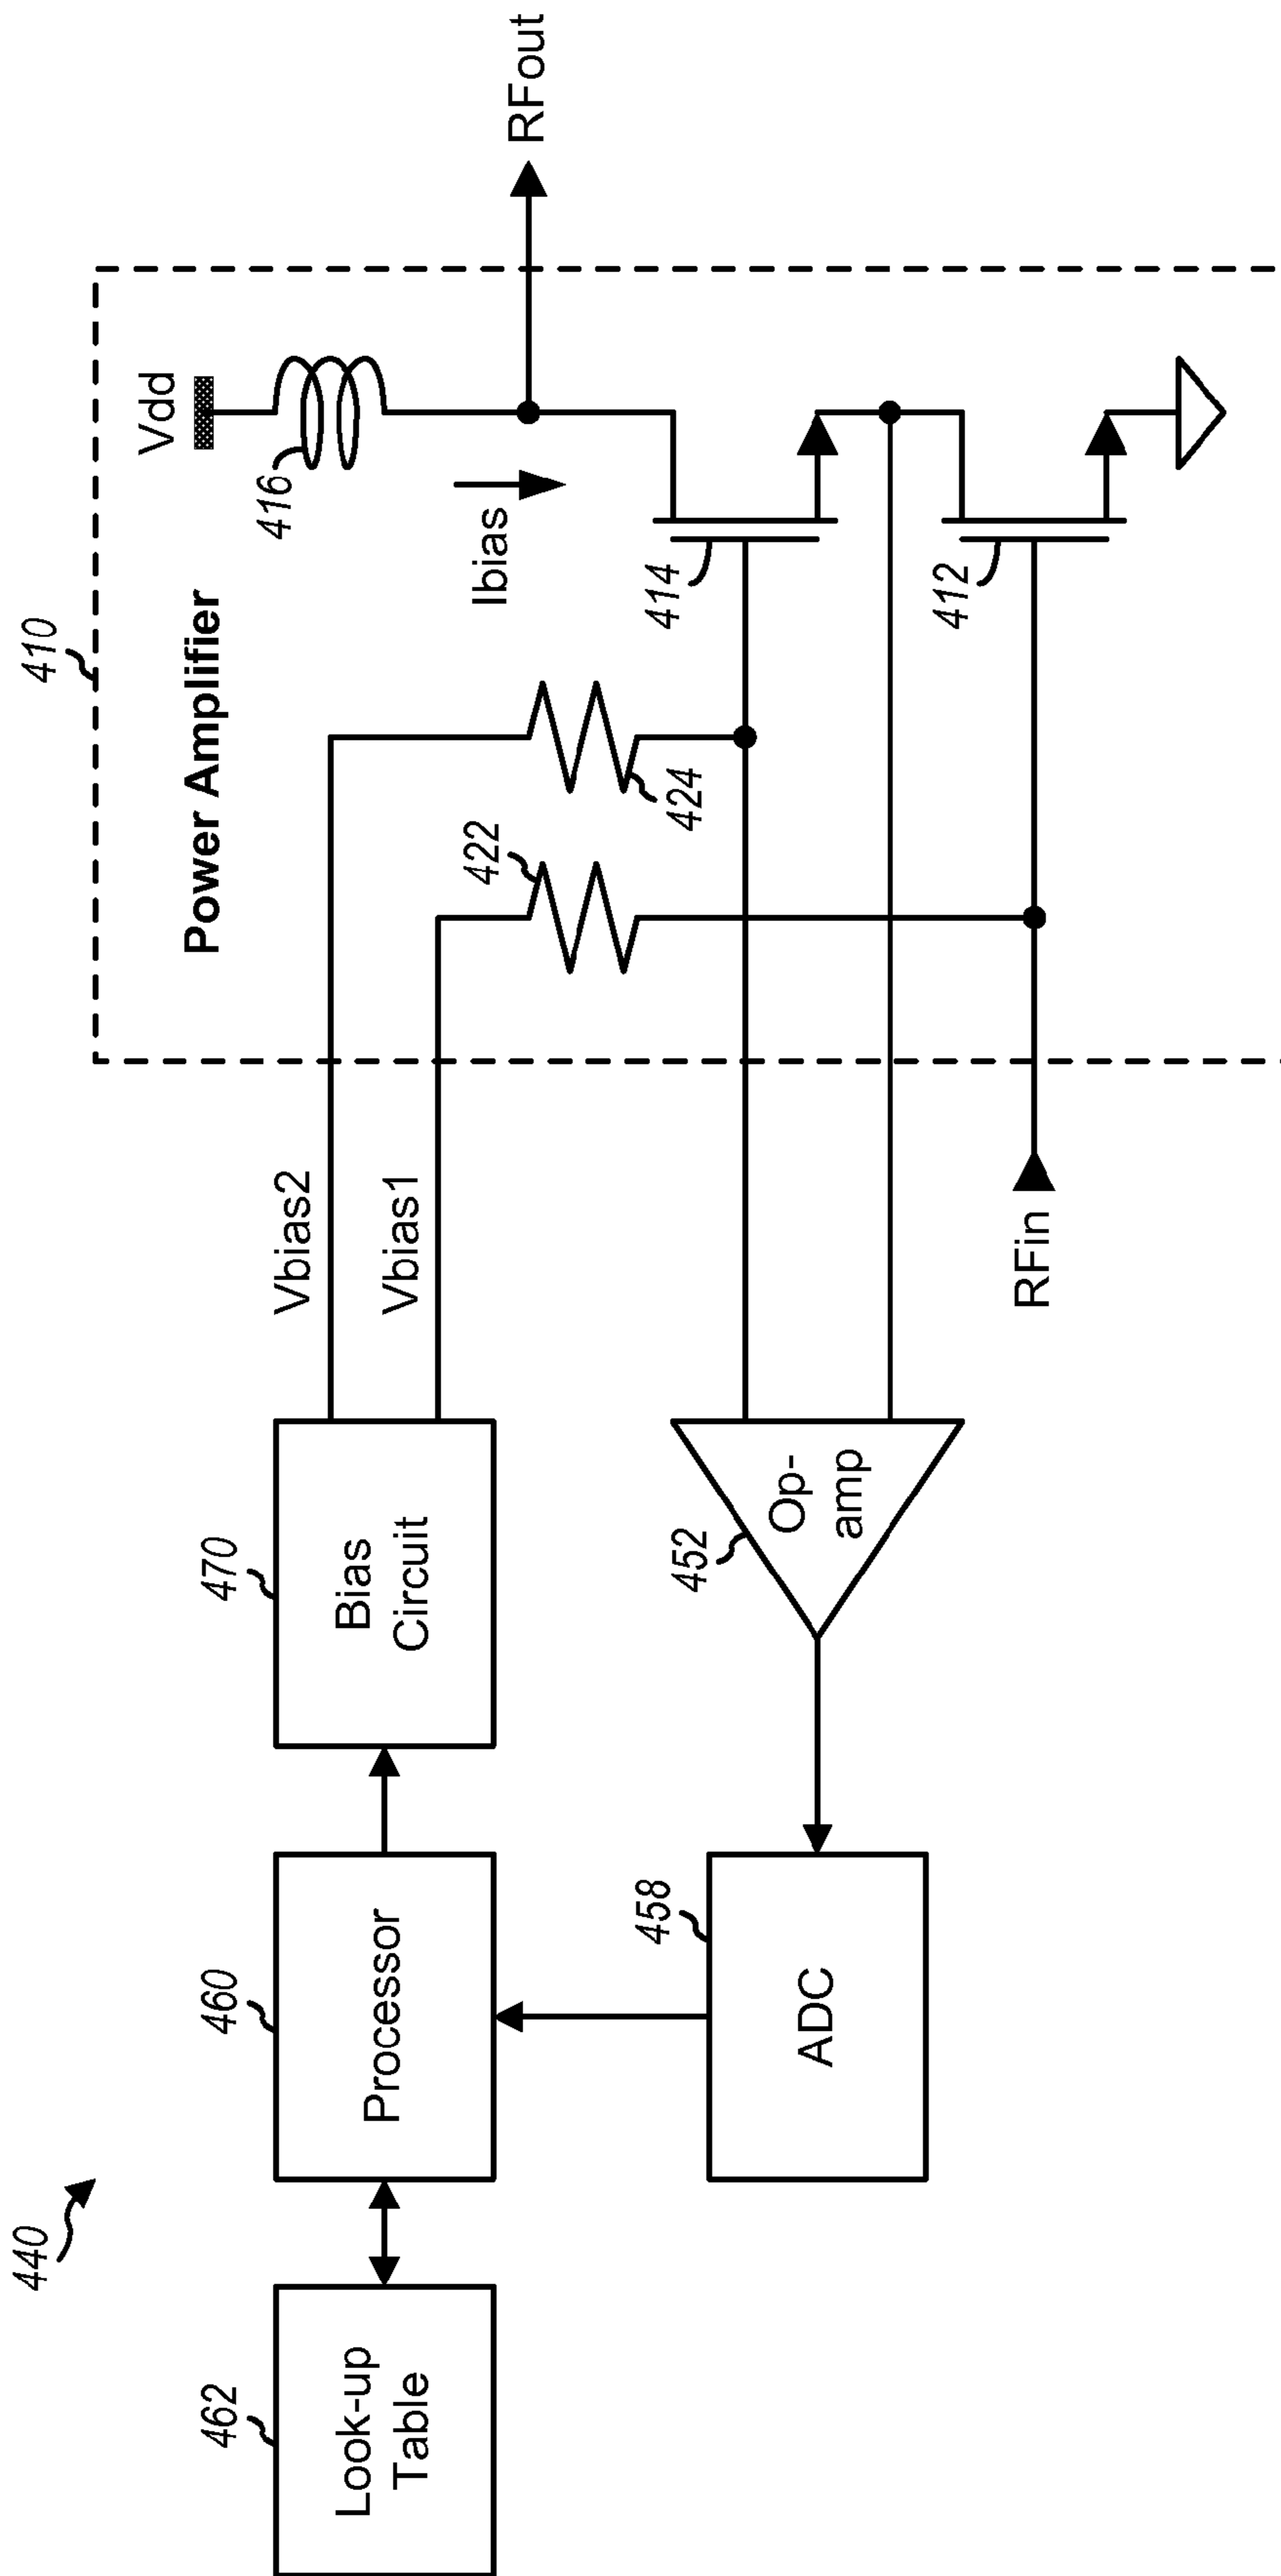 440
410
Power Amplifier
Vdd
416
Ibias
RFout
462
Look-up
Table
460
Processor
470
Bias
Circuit
Vbias2
Vbias1
422
424
414
458
ADC
452
Op-
amp
412
RFin